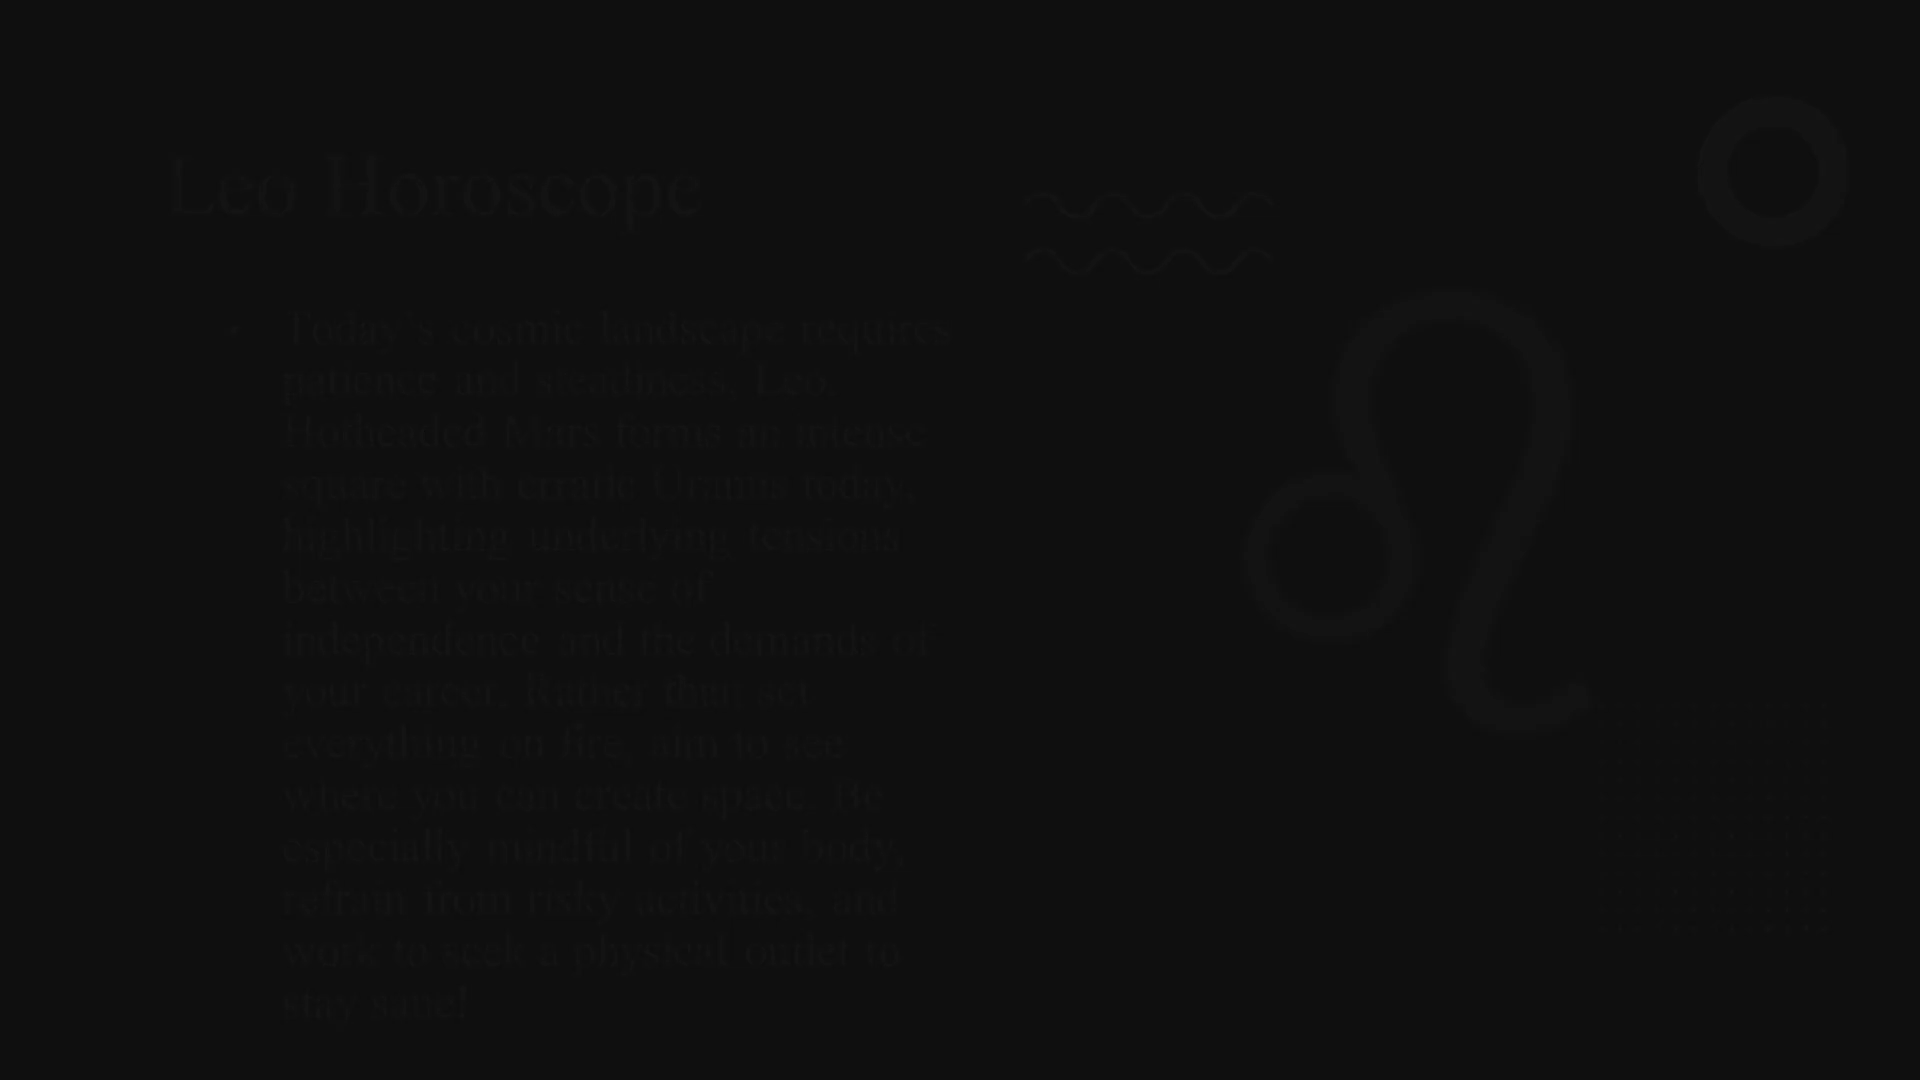 Leo Horoscope
• Today's cosmic landscape requires
patience and steadiness, Leo.
Hotheaded Mars forms an intense
square with erratic Uranus today,
highlighting underlying tensions
between your sense of
independence and the demands of
your career. Rather than set
everything on fire, aim to see
where you can create space. Be
especially mindful of your body,
refrain from risky activities, and
work to seek a physical outlet to
stay sane!